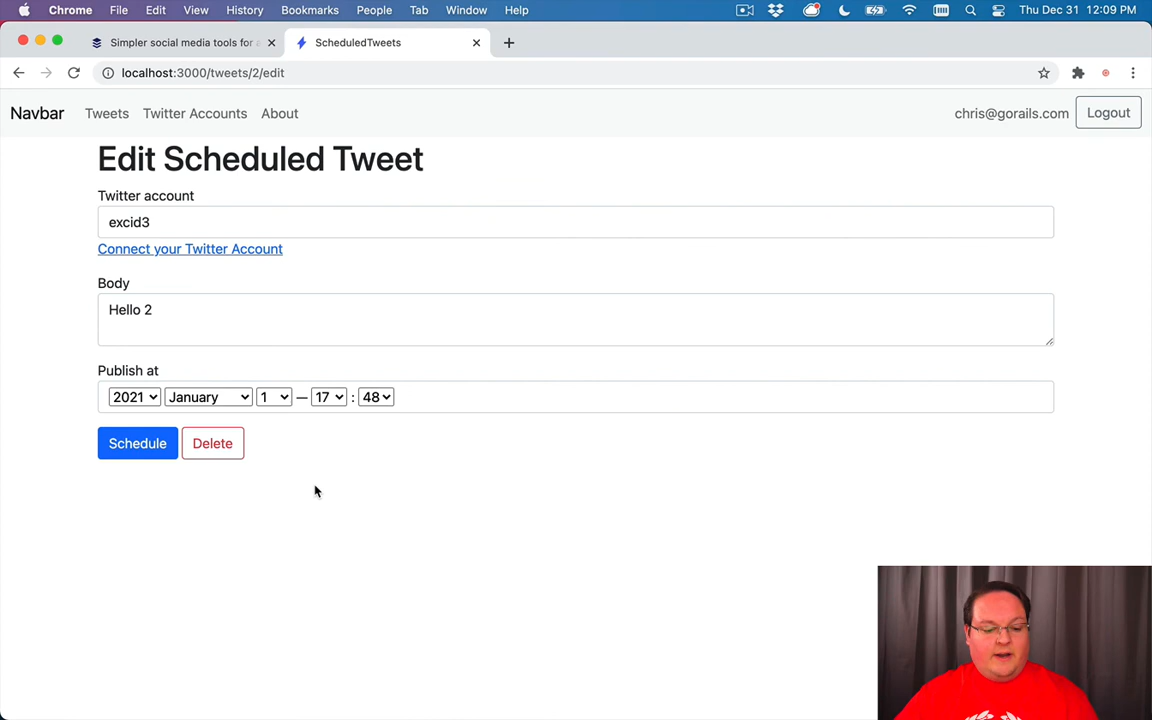 Chrome File Edit View History Bookmarks People Tab Window Help Thu Dec 31 12:09 PM
Simpler social media tools for ScheduledTweets
localhost:3000/tweets/2/edit
Navbar Tweets Twitter Accounts About chris@gorails.com Logout
Edit Scheduled Tweet
Twitter account
excid3
Connect your Twitter Account
Body
Hello 2
Publish at
2021 January 1 — 17 : 48
Schedule Delete